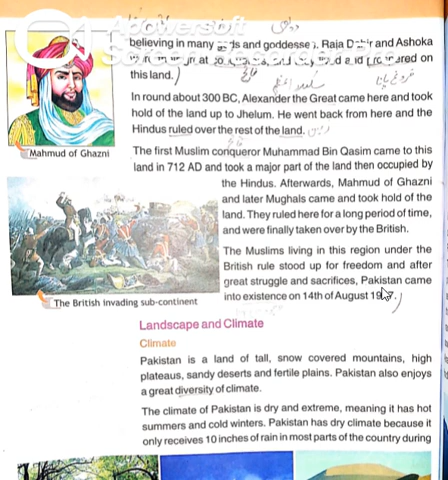 believing in many and goddesse Raja and Ashoka
on
this land.
In round about 300 BC, Alexander the Great came here and took
hold of the land up to Jhelum. He went back from here and the
Hindus ruled over the rest of the land.
Mahmud of Ghazni
The first Muslim conqueror Muhammad Bin Qasim came to this
land in 712 AD and took a major part of the land then occupied by
the Hindus. Afterwards, Mahmud of Ghazni
and later Mughals came and took hold of the
land. They ruled here for a long period of time,
and were finally taken over by the British.
The Muslims living in this region under the
British rule stood up for freedom and after
great struggle and sacrifices, Pakistan came
into existence on 14th of August
The British invading sub-continent
Landscape and Climate
Climate
Pakistan is a land of tall, snow covered mountains, high
plateaus, sandy deserts and fertile plains. Pakistan also enjoys
a great diversity of climate.
The climate of Pakistan is dry and extreme, meaning it has hot
summers and cold winters. Pakistan has dry climate because it
only receives 10 inches of rain in most parts of the country during